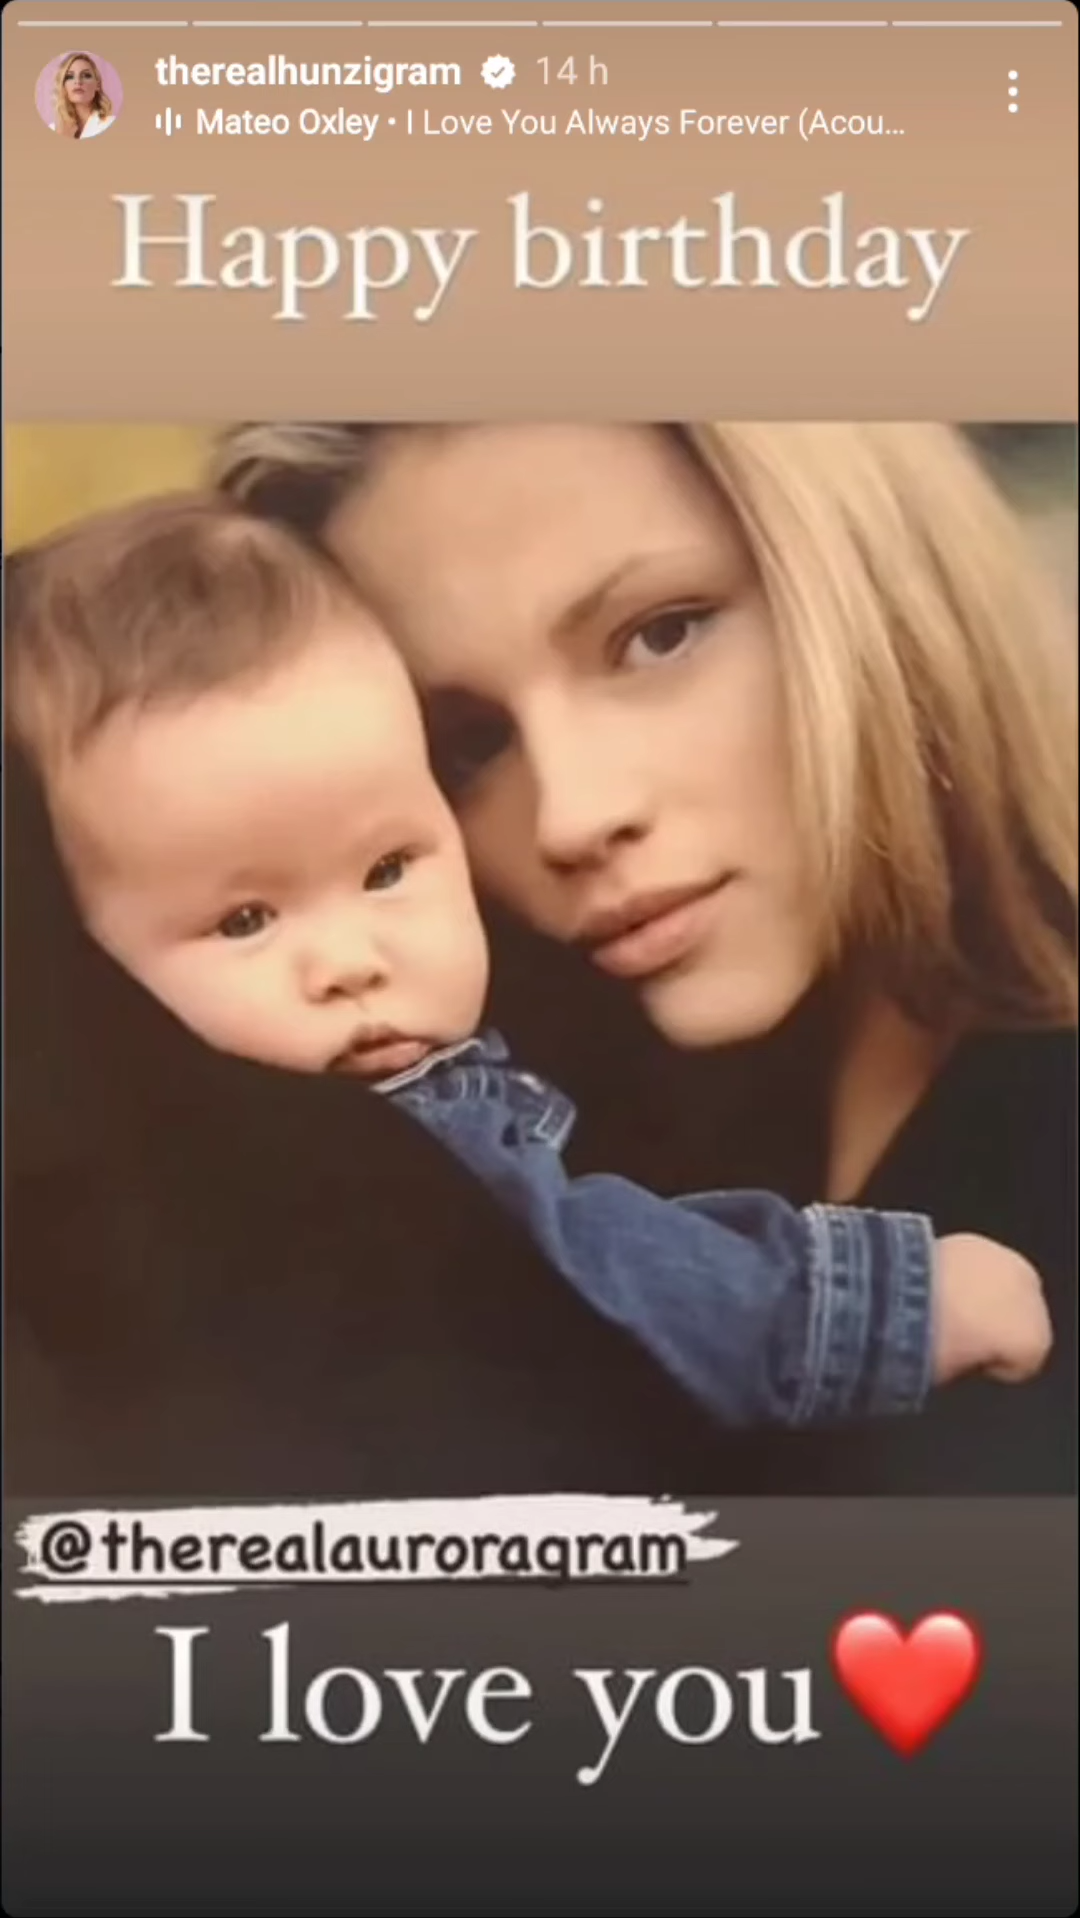 therealhunzigram 14 h
Mateo Oxley • I Love You Always Forever (Acou...
Happy birthday
@therealauroragram
I love you❤️